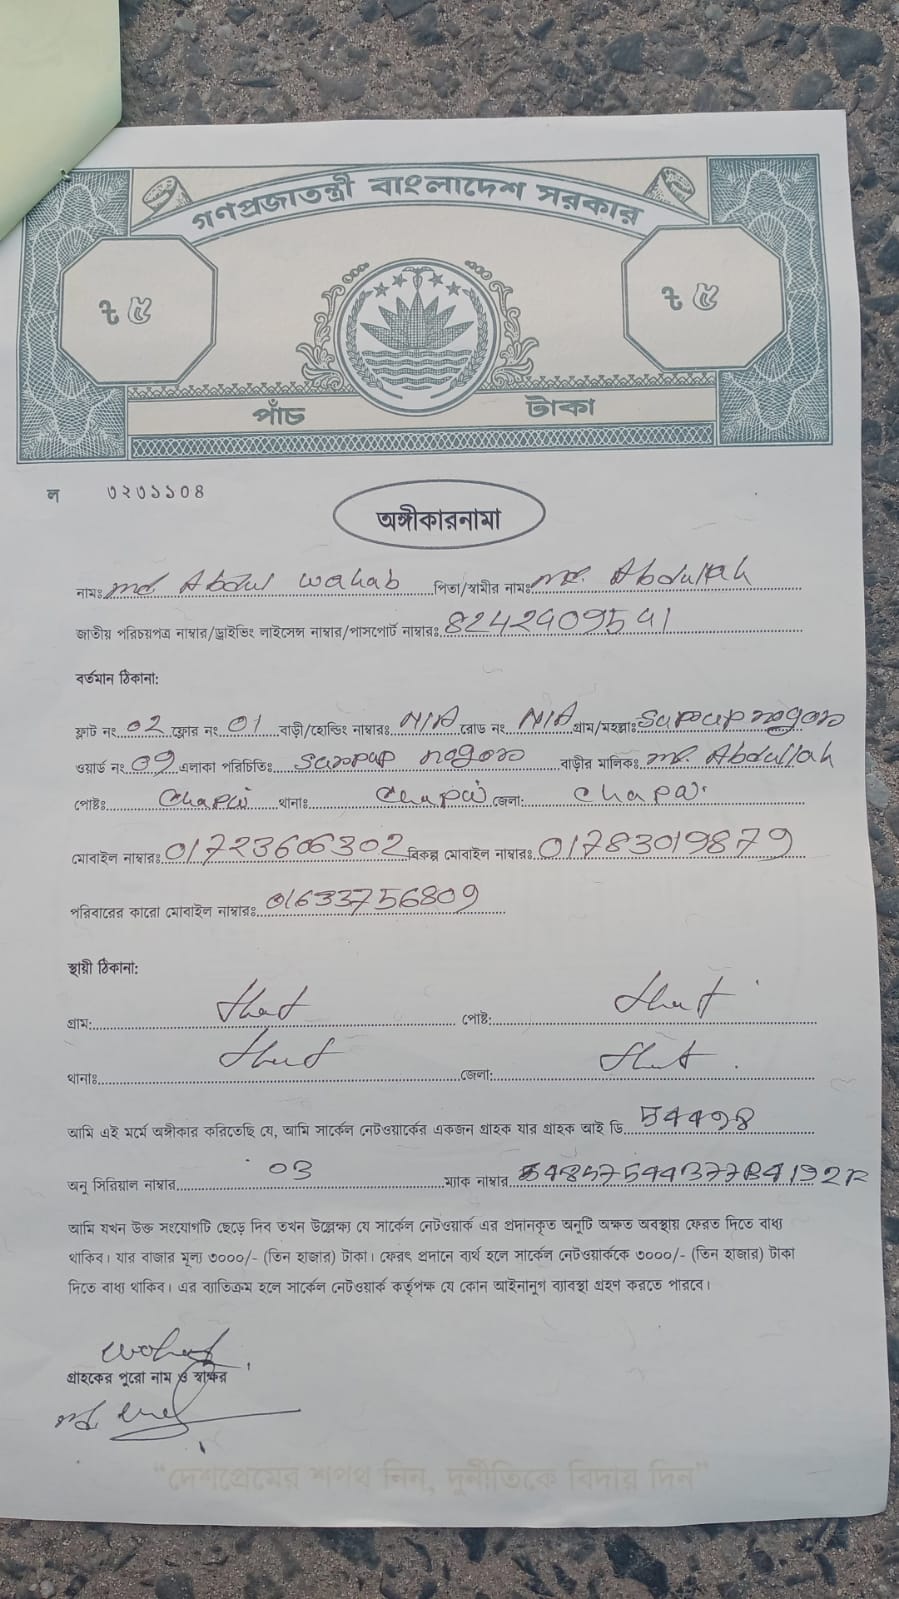 গণপ্রজাতন্ত্রী বাংলাদেশ সরকার
৳ ৫ ৳ ৫
পাঁচ টাকা
ল ৩২৩১১০৪
অঙ্গীকারনামা
নামঃ Md Abdul Wahab পিতা/স্বামীর নামঃ Md. Abdullah
জাতীয় পরিচয়পত্র নাম্বার/ড্রাইভিং লাইসেন্স নাম্বার/পাসপোর্ট নাম্বারঃ
বর্তমান ঠিকানা:
ফ্লাট নং 02 ফ্লোর নং 01 বাড়ী/হোল্ডিং নাম্বারঃ N/A রোড নং N/A গ্রাম/মহল্লাঃ
ওয়ার্ড নং 09 এলাকা পরিচিতিঃ বাড়ীর মালিকঃ Md. Abdullah
পোষ্টঃ Chapai থানাঃ Chapai জেলা: Chapai
মোবাইল নাম্বারঃ 01723606302 বিকল্প মোবাইল নাম্বারঃ 01783019879
পরিবারের কারো মোবাইল নাম্বারঃ 01633756809
স্থায়ী ঠিকানা:
গ্রাম: পোষ্ট:
থানাঃ জেলা:
আমি এই মর্মে অঙ্গীকার করিতেছি যে, আমি সার্কেল নেটওয়ার্কের একজন গ্রাহক যার গ্রাহক আই ডি
অনু সিরিয়াল নাম্বার 03 ম্যাক নাম্বার
আমি যখন উক্ত সংযোগটি ছেড়ে দিব তখন উল্লেক্ষ্য যে সার্কেল নেটওয়ার্ক এর প্রদানকৃত অনুটি অক্ষত অবস্থায় ফেরত দিতে বাধ্য
থাকিব। যার বাজার মূল্য ৩০০০/- (তিন হাজার) টাকা। ফেরৎ প্রদানে ব্যর্থ হলে সার্কেল নেটওয়ার্ককে ৩০০০/- (তিন হাজার) টাকা
দিতে বাধ্য থাকিব। এর ব্যাতিক্রম হলে সার্কেল নেটওয়ার্ক কর্তৃপক্ষ যে কোন আইনানুগ ব্যাবস্থা গ্রহণ করতে পারবে।
গ্রাহকের পুরো নাম ও স্বাক্ষর
"দেশপ্রেমের শপথ নিন, দুর্নীতিকে বিদায় দিন"